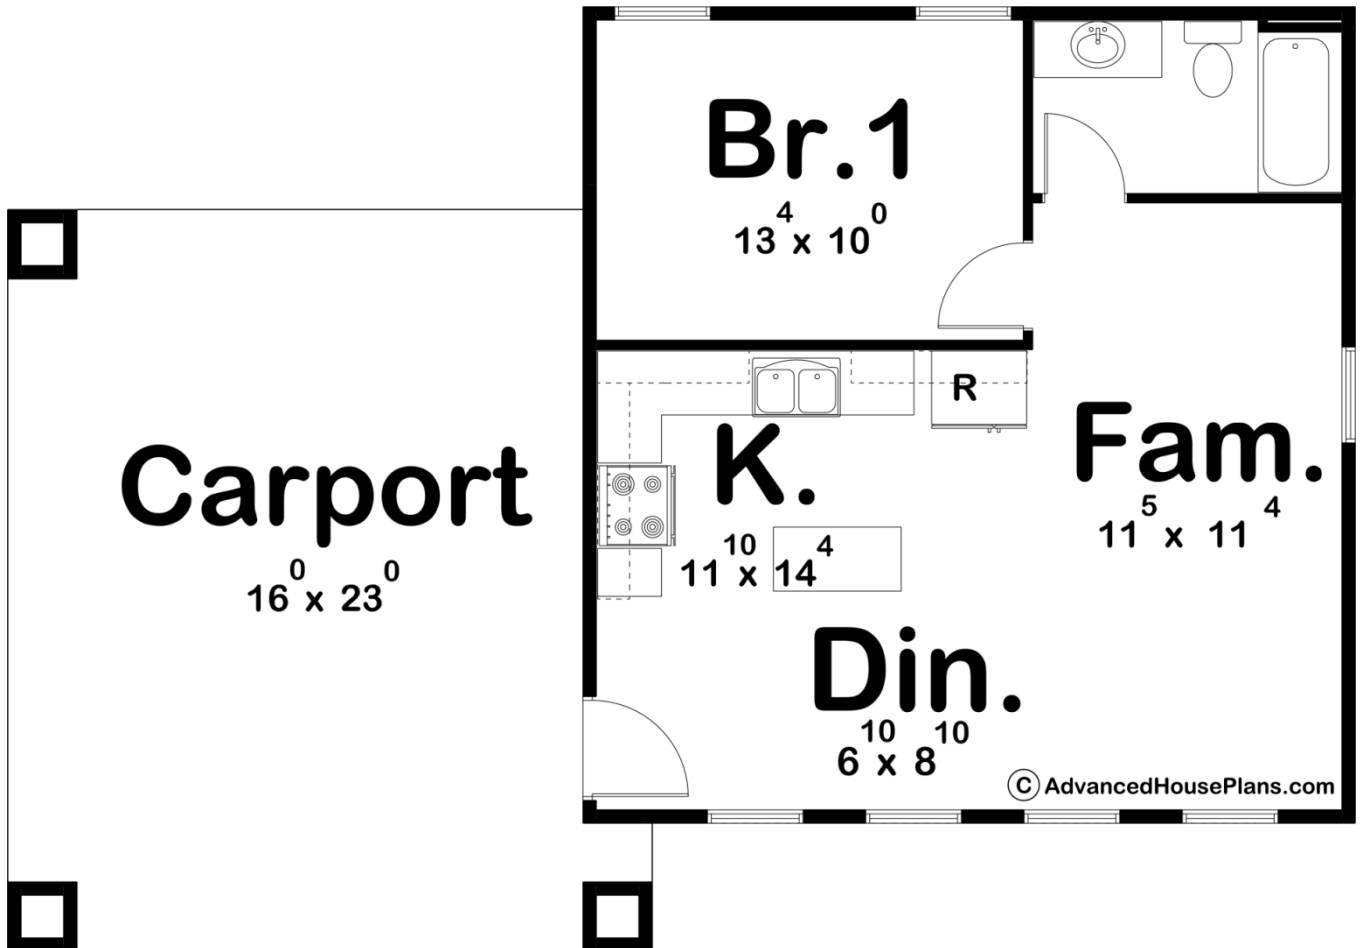 Br.1
13⁴ x 10⁰
R
K.
11¹⁰ x 14⁴
Fam.
11⁵ x 11⁴
Carport
16⁰ x 23⁰
Din.
6¹⁰ x 8¹⁰
© AdvancedHousePlans.com